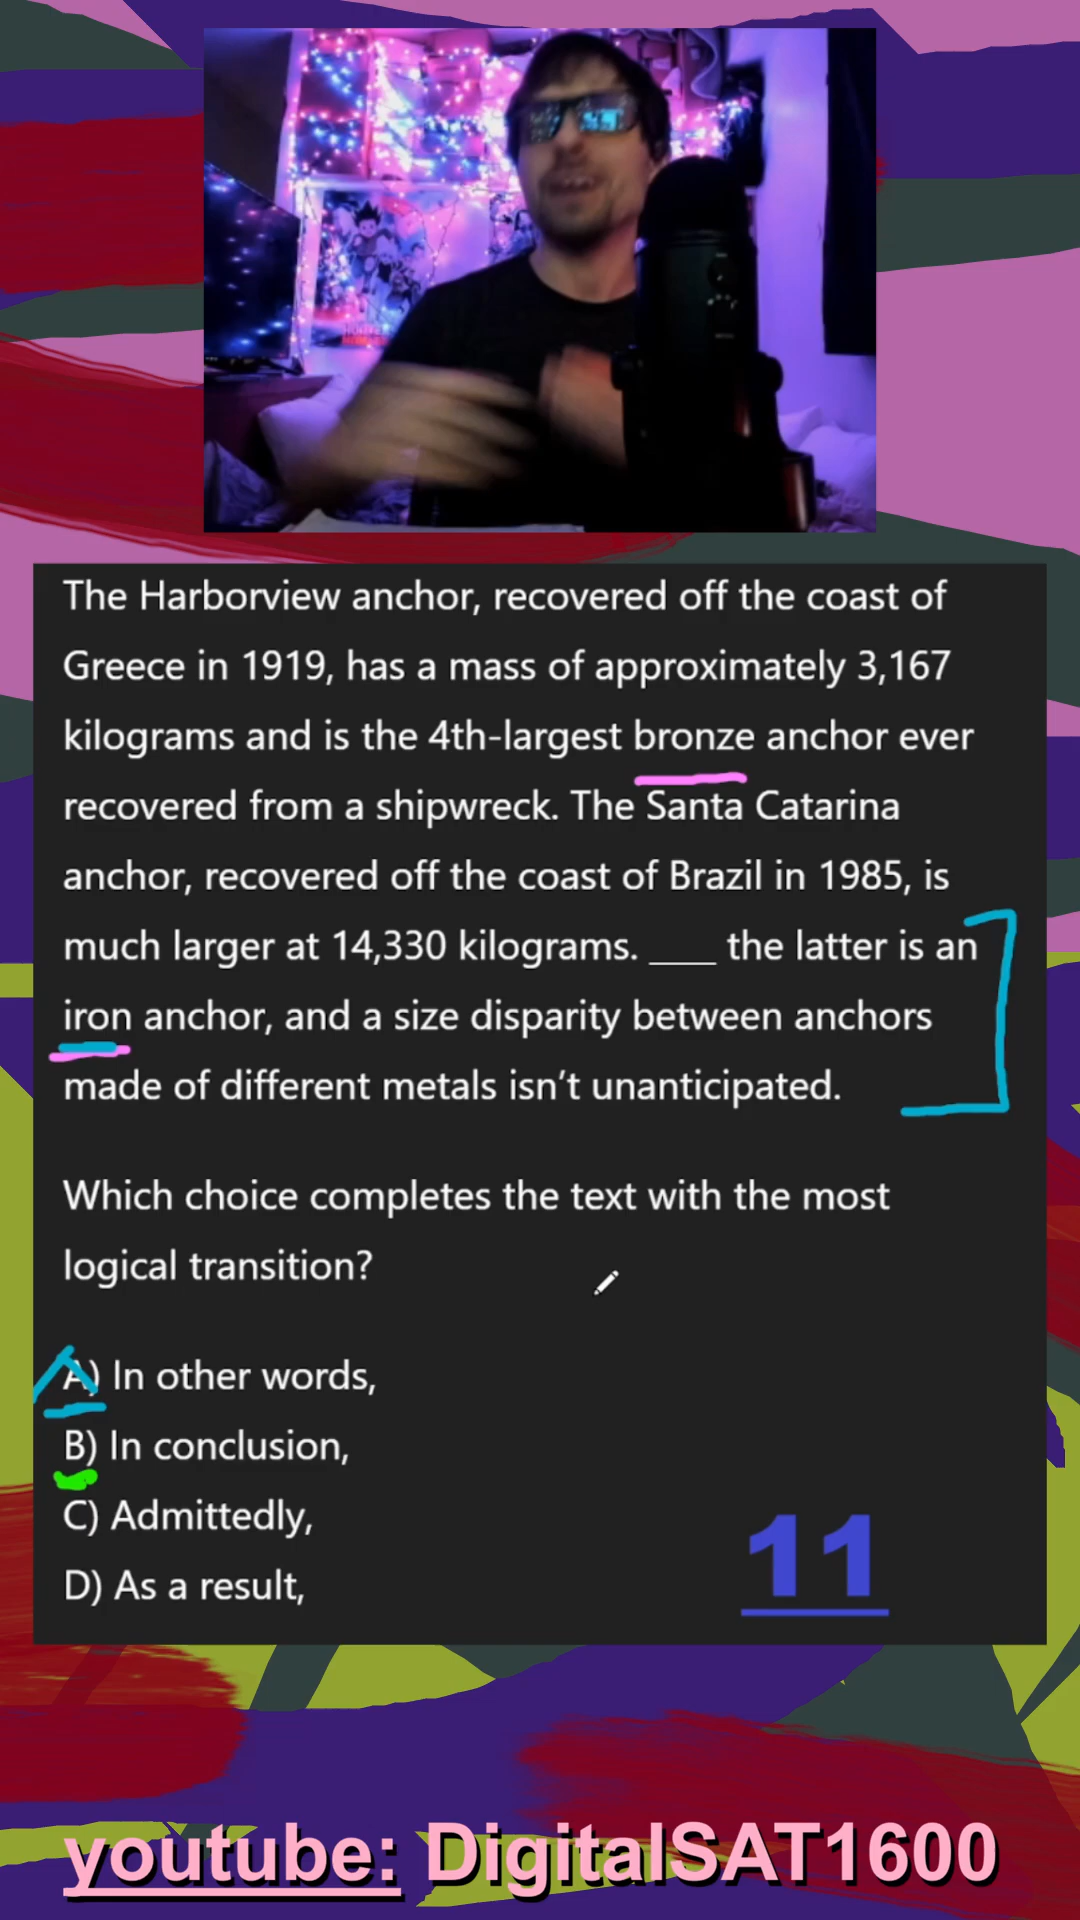 The Harborview anchor, recovered off the coast of
Greece in 1919, has a mass of approximately 3,167
kilograms and is the 4th-largest bronze anchor ever
recovered from a shipwreck. The Santa Catarina
anchor, recovered off the coast of Brazil in 1985, is
much larger at 14,330 kilograms. ____ the latter is an
iron anchor, and a size disparity between anchors
made of different metals isn’t unanticipated.
Which choice completes the text with the most
logical transition?
A) In other words,
B) In conclusion,
C) Admittedly,
D) As a result,
11
youtube: DigitalSAT1600